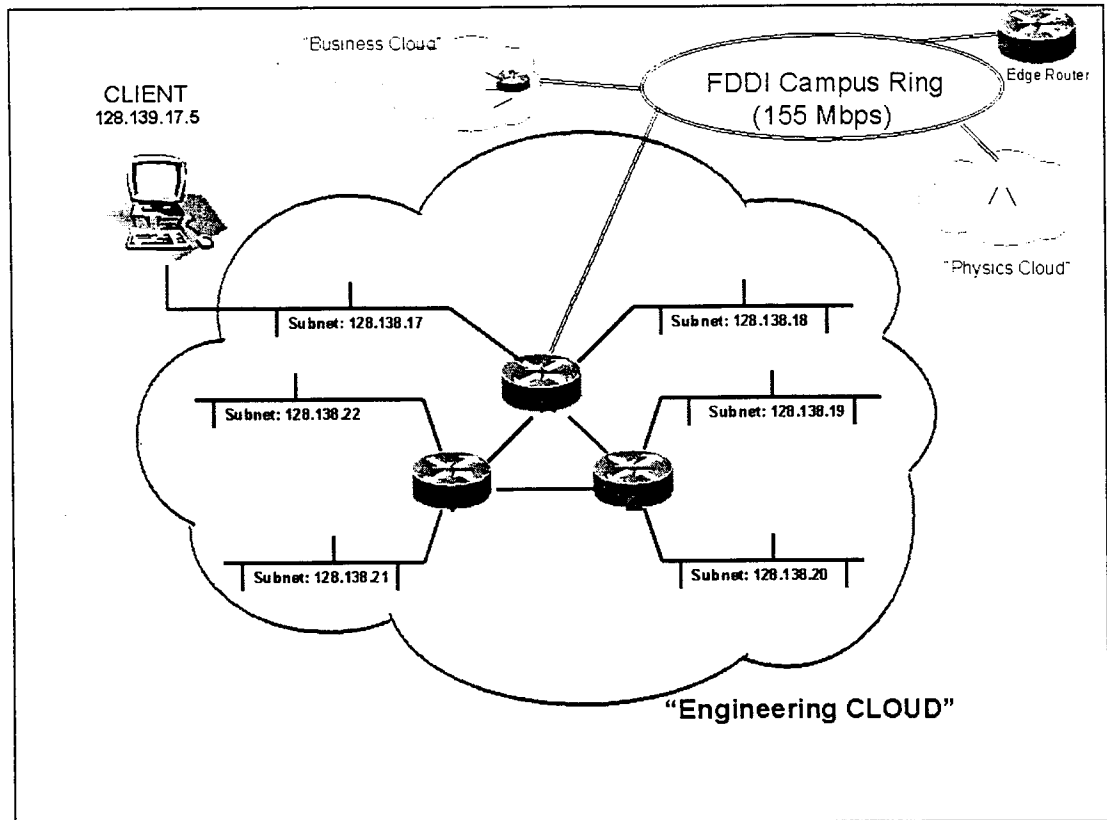 "Business Cloud"
Edge Router
FDDI Campus Ring
(155 Mbps)
CLIENT
128.139.17.5
"Physics Cloud"
Subnet: 128.138.17
Subnet: 128.138.18
Subnet: 128.138.22
Subnet: 128.138.19
Subnet: 128.138.21
Subnet: 128.138.20
“Engineering CLOUD”